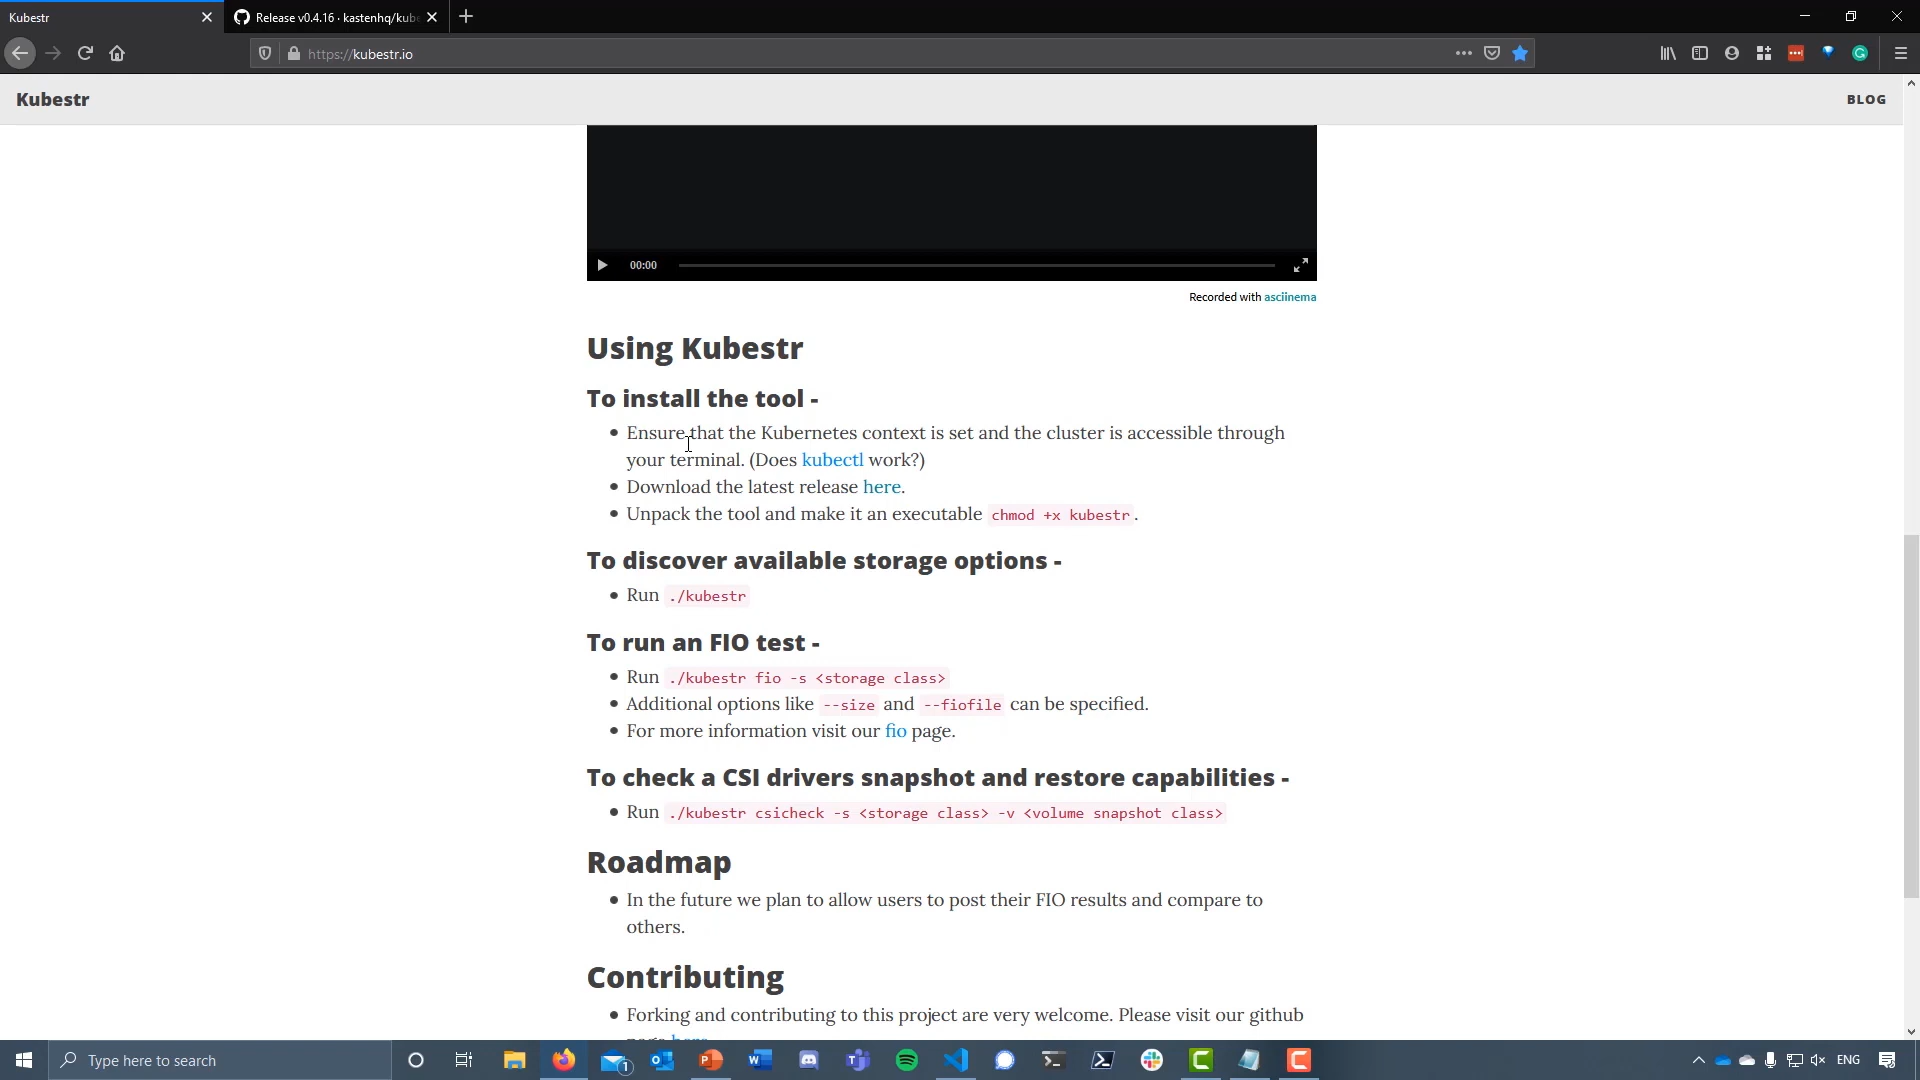 Kubestr
Release v0.4.16 · kastenhq/kube
https://kubestr.io
Kubestr
BLOG
00:00
Recorded with asciinema
Using Kubestr
To install the tool -
Ensure that the Kubernetes context is set and the cluster is accessible through
your terminal. (Does kubectl work?)
Download the latest release here.
Unpack the tool and make it an executable chmod +x kubestr.
To discover available storage options -
Run ./kubestr
To run an FIO test -
Run ./kubestr fio -s <storage class>
Additional options like --size and --fiofile can be specified.
For more information visit our fio page.
To check a CSI drivers snapshot and restore capabilities -
Run ./kubestr csicheck -s <storage class> -v <volume snapshot class>
Roadmap
In the future we plan to allow users to post their FIO results and compare to
others.
Contributing
Forking and contributing to this project are very welcome. Please visit our github
page here.
Type here to search
1
ENG